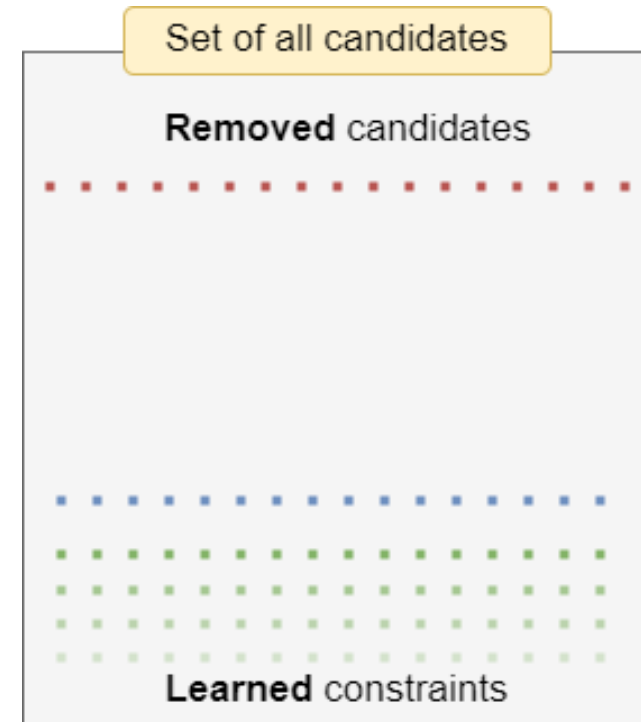 Set of all candidates
Removed candidates
Learned constraints